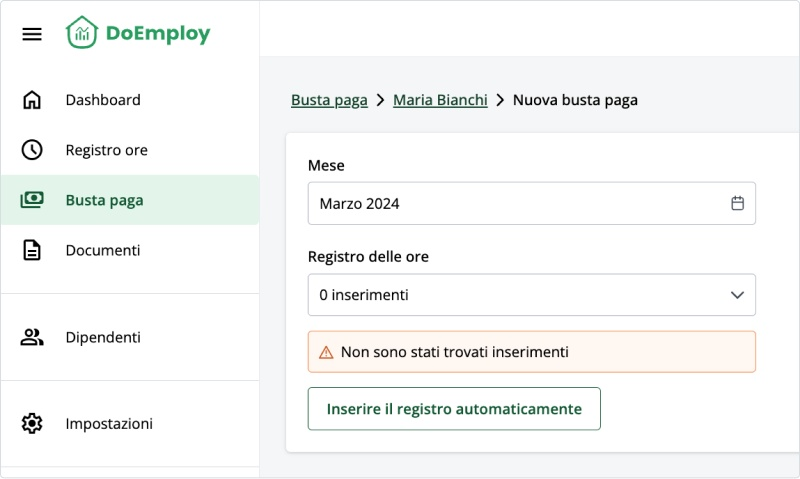 DoEmploy
Dashboard
Registro ore
Busta paga
Documenti
Dipendenti
Impostazioni
Busta paga > Maria Bianchi > Nuova busta paga
Mese
Marzo 2024
Registro delle ore
0 inserimenti
Non sono stati trovati inserimenti
Inserire il registro automaticamente